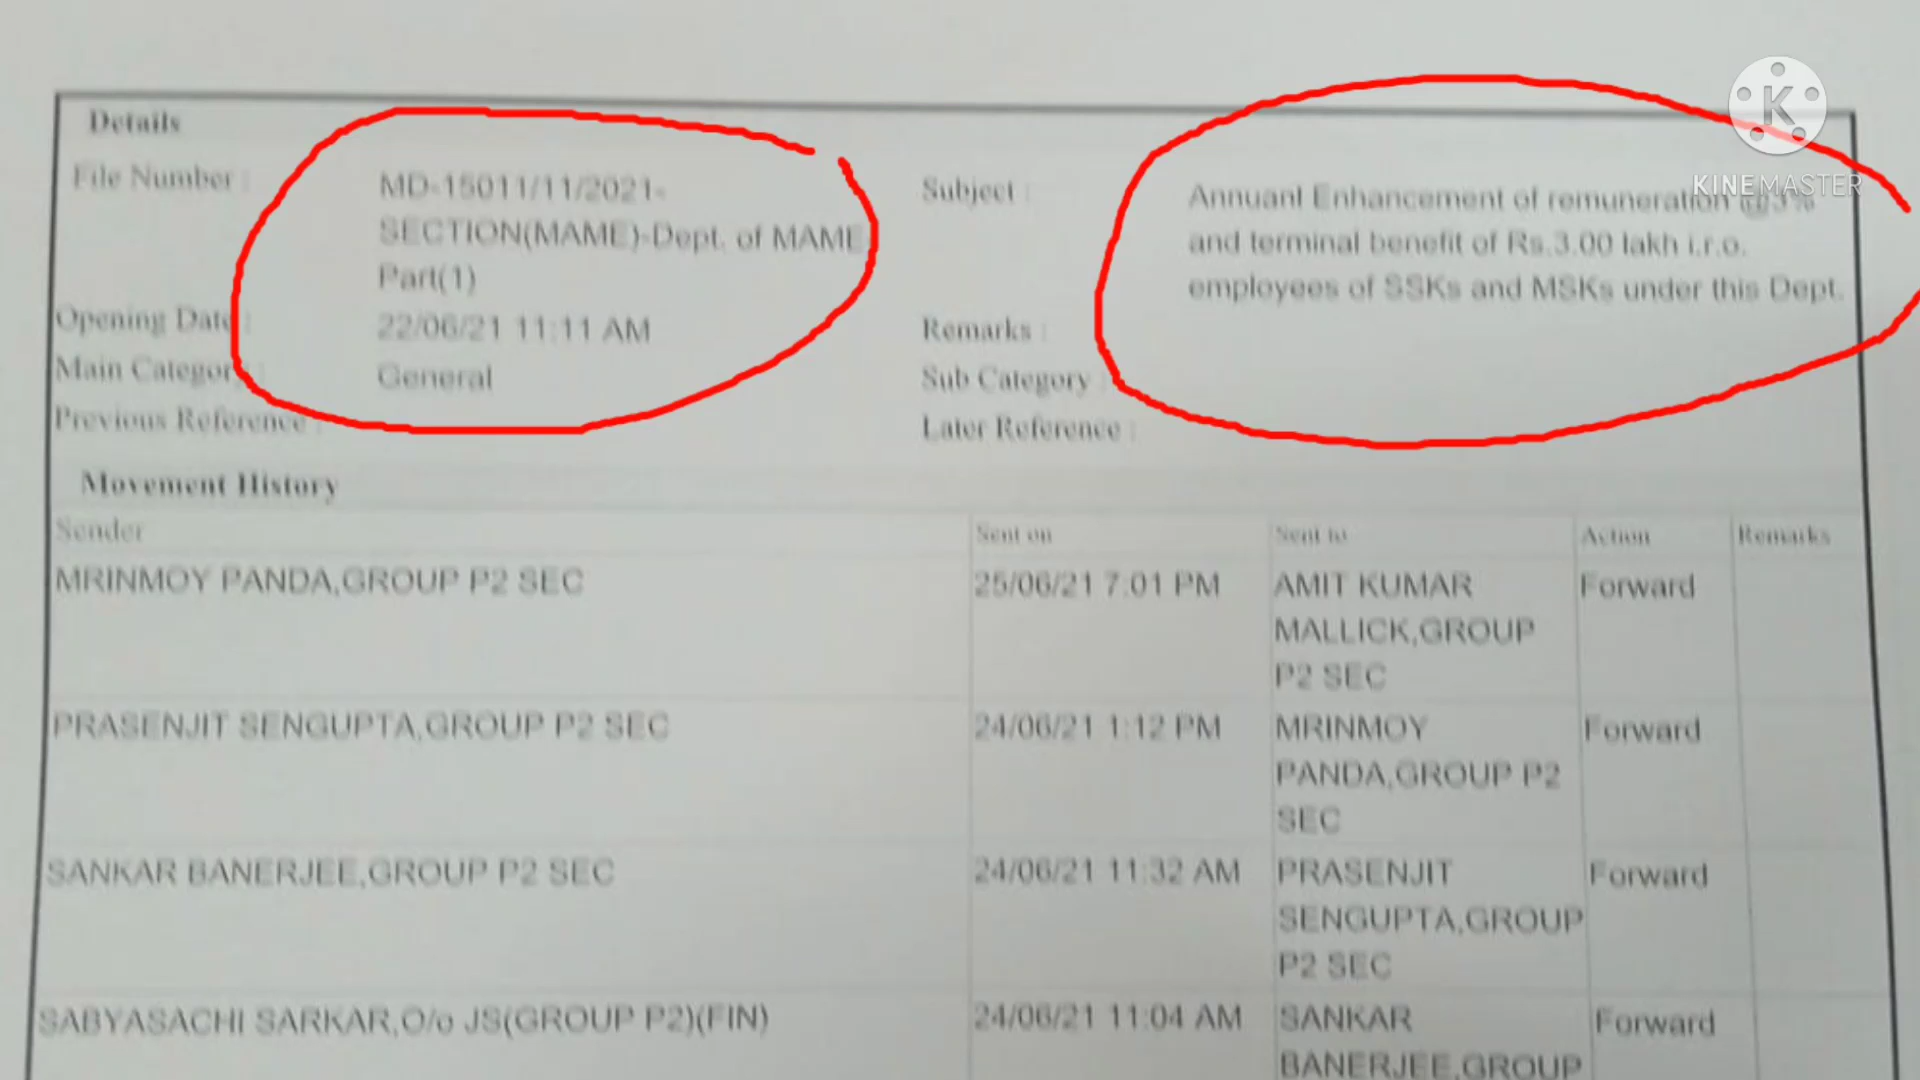 Details
File Number : MD-15011/11/2021-
SECTION(MAME)-Dept. of MAME
Part(1)
Subject : Annuanl Enhancement of remuneration @3%
and terminal benefit of Rs.3.00 lakh i.r.o.
employees of SSKs and MSKs under this Dept.
Opening Date : 22/06/21 11:11 AM
Remarks :
Main Category : General
Sub Category :
Previous Reference :
Later Reference :
KINEMASTER
Movement History
Sender Sent on Sent to Action Remarks
MRINMOY PANDA,GROUP P2 SEC 25/06/21 7:01 PM AMIT KUMAR Forward
MALLICK,GROUP
P2 SEC
PRASENJIT SENGUPTA,GROUP P2 SEC 24/06/21 1:12 PM MRINMOY Forward
PANDA,GROUP P2
SEC
SANKAR BANERJEE,GROUP P2 SEC 24/06/21 11:32 AM PRASENJIT Forward
SENGUPTA,GROUP
P2 SEC
SABYASACHI SARKAR,O/o JS(GROUP P2)(FIN) 24/06/21 11:04 AM SANKAR Forward
BANERJEE,GROUP